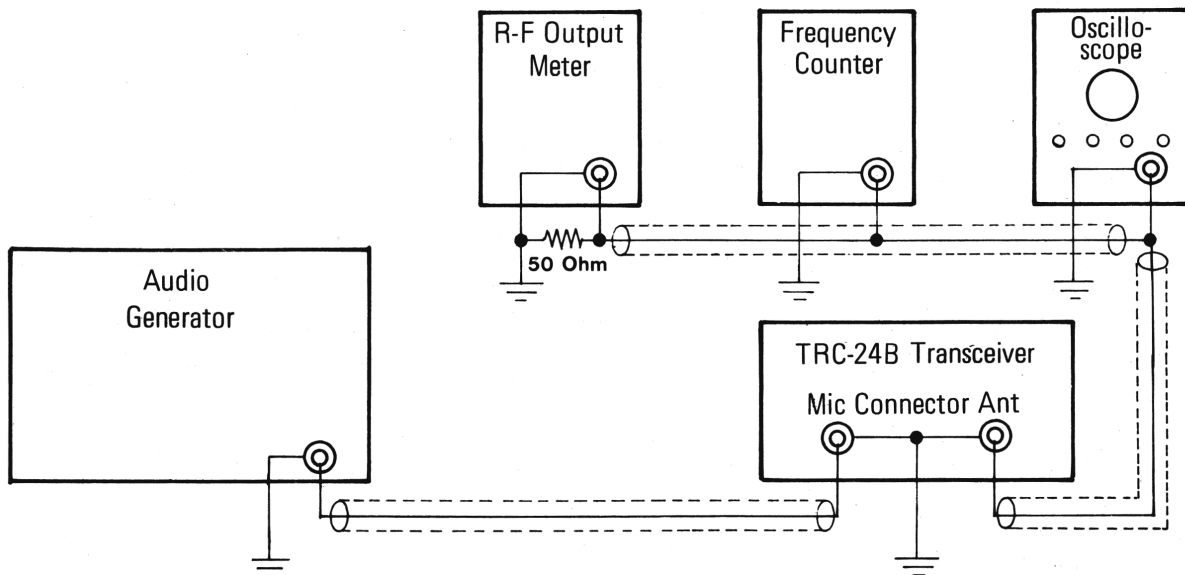 R-F Output
Meter
Frequency
Counter
Oscillo-
scope
50 Ohm
Audio
Generator
TRC-24B Transceiver
Mic Connector Ant